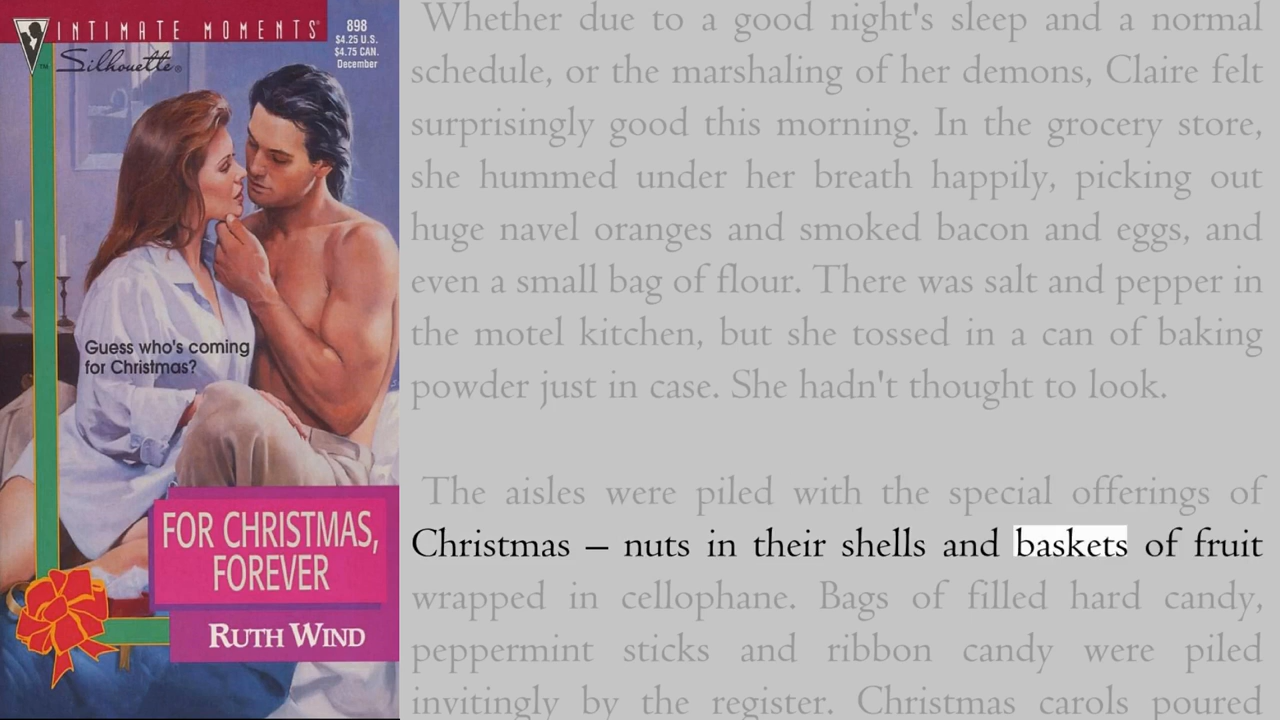 INTIMATE MOMENTS®
898
$4.25 U.S.
$4.75 CAN.
December
TM
Silhouette®
Guess who's coming
for Christmas?
FOR CHRISTMAS,
FOREVER
RUTH WIND
Whether due to a good night's sleep and a normal
schedule, or the marshaling of her demons, Claire felt
surprisingly good this morning. In the grocery store,
she hummed under her breath happily, picking out
huge navel oranges and smoked bacon and eggs, and
even a small bag of flour. There was salt and pepper in
the motel kitchen, but she tossed in a can of baking
powder just in case. She hadn't thought to look.
The aisles were piled with the special offerings of
Christmas – nuts in their shells and baskets of fruit
wrapped in cellophane. Bags of filled hard candy,
peppermint sticks and ribbon candy were piled
invitingly by the register. Christmas carols poured